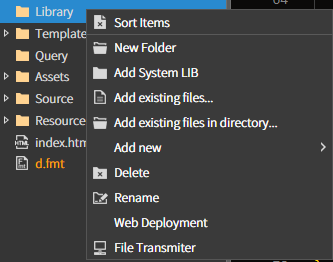 Library
Template
Query
Assets
Source
Resource
index.htm
d.fmt
Sort Items
New Folder
Add System LIB
Add existing files...
Add existing files in directory...
Add new
Delete
Rename
Web Deployment
File Transmiter
64